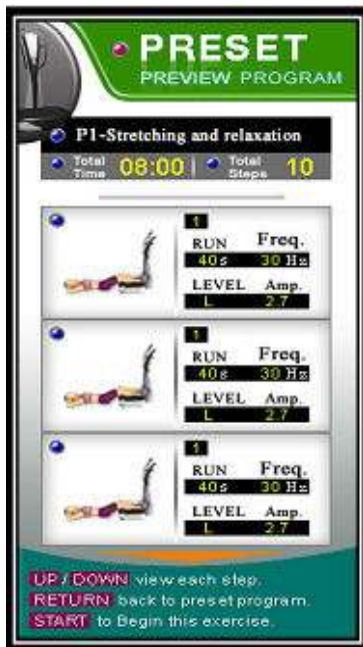 PRESET
PREVIEW PROGRAM
P1-Stretching and relaxation
Total Time 08:00 Total Steps 10
1
RUN Freq.
40s 30 Hz
LEVEL Amp.
L 2.7
1
RUN Freq.
40s 30 Hz
LEVEL Amp.
L 2.7
1
RUN Freq.
40s 30 Hz
LEVEL Amp.
L 2.7
UP / DOWN view each step.
RETURN back to preset program.
START to Begin this exercise.